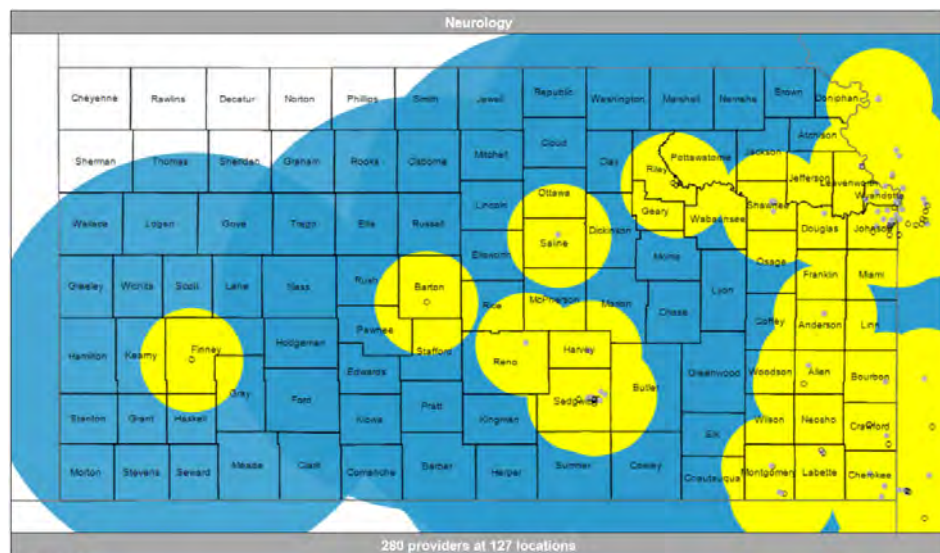 Neurology
Cheyenne Rawlins Decatur Norton Phillips Smith Jewell Republic Washington Marshall Nemaha Brown Doniphan
Atchison
Sherman Thomas Sheridan Graham Rooks Osborne Mitchell Cloud Clay Riley Pottawatomie Jackson Jefferson Leavenworth
Wyandotte
Ottawa
Wallace Logan Gove Trego Ellis Russell Lincoln Saline Dickinson Geary Wabaunsee Shawnee Douglas Johnson
Ellsworth Morris Osage Franklin Miami
Greeley Wichita Scott Lane Ness Rush Barton Rice McPherson Marion Chase Lyon Coffey Anderson Linn
Pawnee Stafford
Hamilton Kearny Finney Hodgeman Edwards Reno Harvey Butler Greenwood Woodson Allen Bourbon
Gray Ford Sedgwick
Stanton Grant Haskell Kiowa Pratt Kingman Elk Wilson Neosho Crawford
Morton Stevens Seward Meade Clark Comanche Barber Harper Sumner Cowley Chautauqua Montgomery Labette Cherokee
280 providers at 127 locations